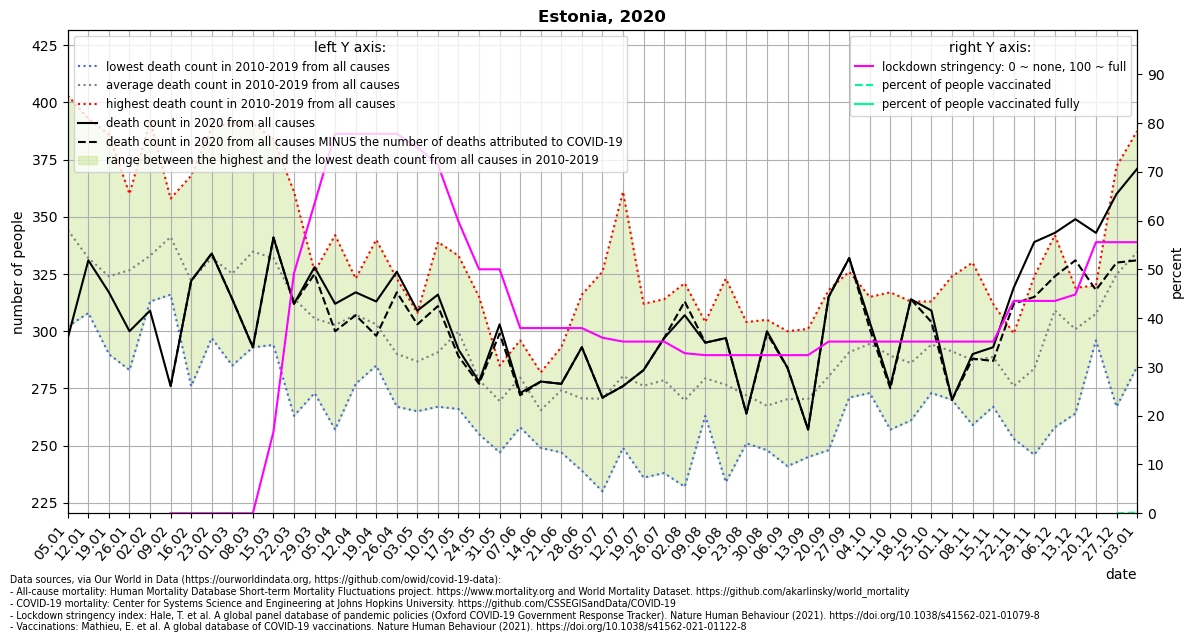 Estonia, 2020
left Y axis:
lowest death count in 2010-2019 from all causes
average death count in 2010-2019 from all causes
highest death count in 2010-2019 from all causes
death count in 2020 from all causes
death count in 2020 from all causes MINUS the number of deaths attributed to COVID-19
range between the highest and the lowest death count from all causes in 2010-2019
right Y axis:
lockdown stringency: 0 ~ none, 100 ~ full
percent of people vaccinated
percent of people vaccinated fully
number of people
425
400
375
350
325
300
275
250
225
percent
90
80
70
60
50
40
30
20
10
0
05.01 12.01 19.01 26.01 02.02 09.02 16.02 23.02 01.03 08.03 15.03 22.03 29.03 05.04 12.04 19.04 26.04 03.05 10.05 17.05 24.05 31.05 07.06 14.06 21.06 28.06 05.07 12.07 19.07 26.07 02.08 09.08 16.08 23.08 30.08 06.09 13.09 20.09 27.09 04.10 11.10 18.10 25.10 01.11 08.11 15.11 22.11 29.11 06.12 13.12 20.12 27.12 03.01
date
Data sources, via Our World in Data (https://ourworldindata.org, https://github.com/owid/covid-19-data):
- All-cause mortality: Human Mortality Database Short-term Mortality Fluctuations project. https://www.mortality.org and World Mortality Dataset. https://github.com/akarlinsky/world_mortality
- COVID-19 mortality: Center for Systems Science and Engineering at Johns Hopkins University. https://github.com/CSSEGISandData/COVID-19
- Lockdown stringency index: Hale, T. et al. A global panel database of pandemic policies (Oxford COVID-19 Government Response Tracker). Nature Human Behaviour (2021). https://doi.org/10.1038/s41562-021-01079-8
- Vaccinations: Mathieu, E. et al. A global database of COVID-19 vaccinations. Nature Human Behaviour (2021). https://doi.org/10.1038/s41562-021-01122-8